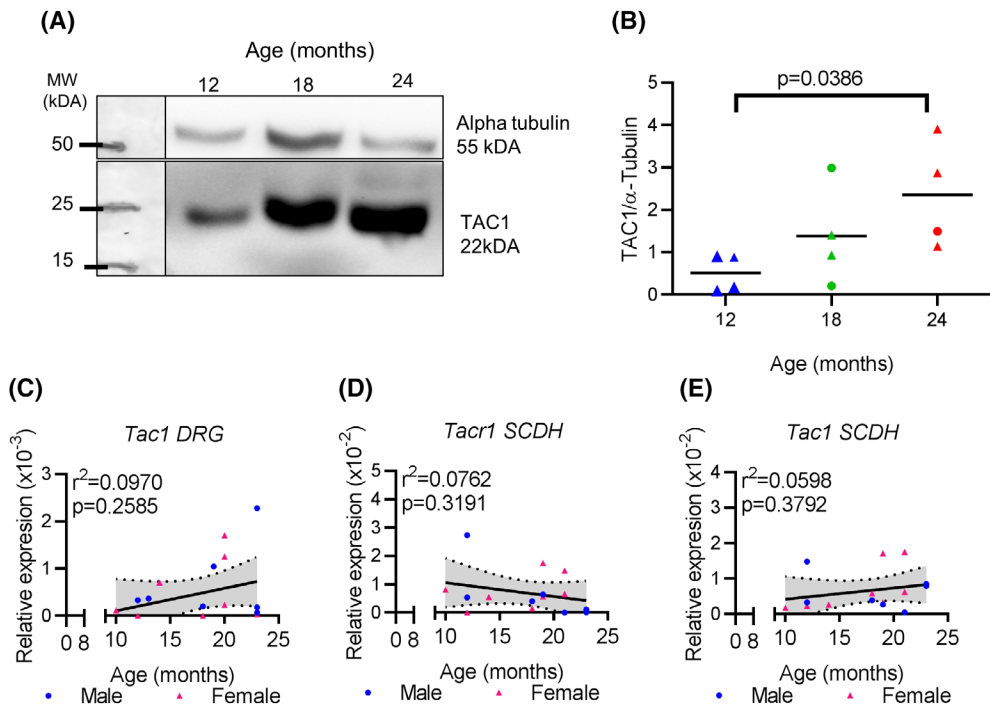 (A)
Age (months)
MW
(kDA)
12 18 24
50
Alpha tubulin
55 kDA
25
15
TAC1
22kDA
(B)
p=0.0386
TAC1/α-Tubulin
5
4
3
2
1
0
12 18 24
Age (months)
(C)
Tac1 DRG
Relative expresion (x10-3)
r2=0.0970
p=0.2585
3
2
1
0
0 8 10 15 20 25
Age (months)
Male Female
(D)
Tacr1 SCDH
Relative expresion (x10-2)
r2=0.0762
p=0.3191
5
4
3
2
1
0
0 8 10 15 20 25
Age (months)
Male Female
(E)
Tac1 SCDH
Relative expresion (x10-2)
r2=0.0598
p=0.3792
4
3
2
1
0
0 8 10 15 20 25
Age (months)
Male Female